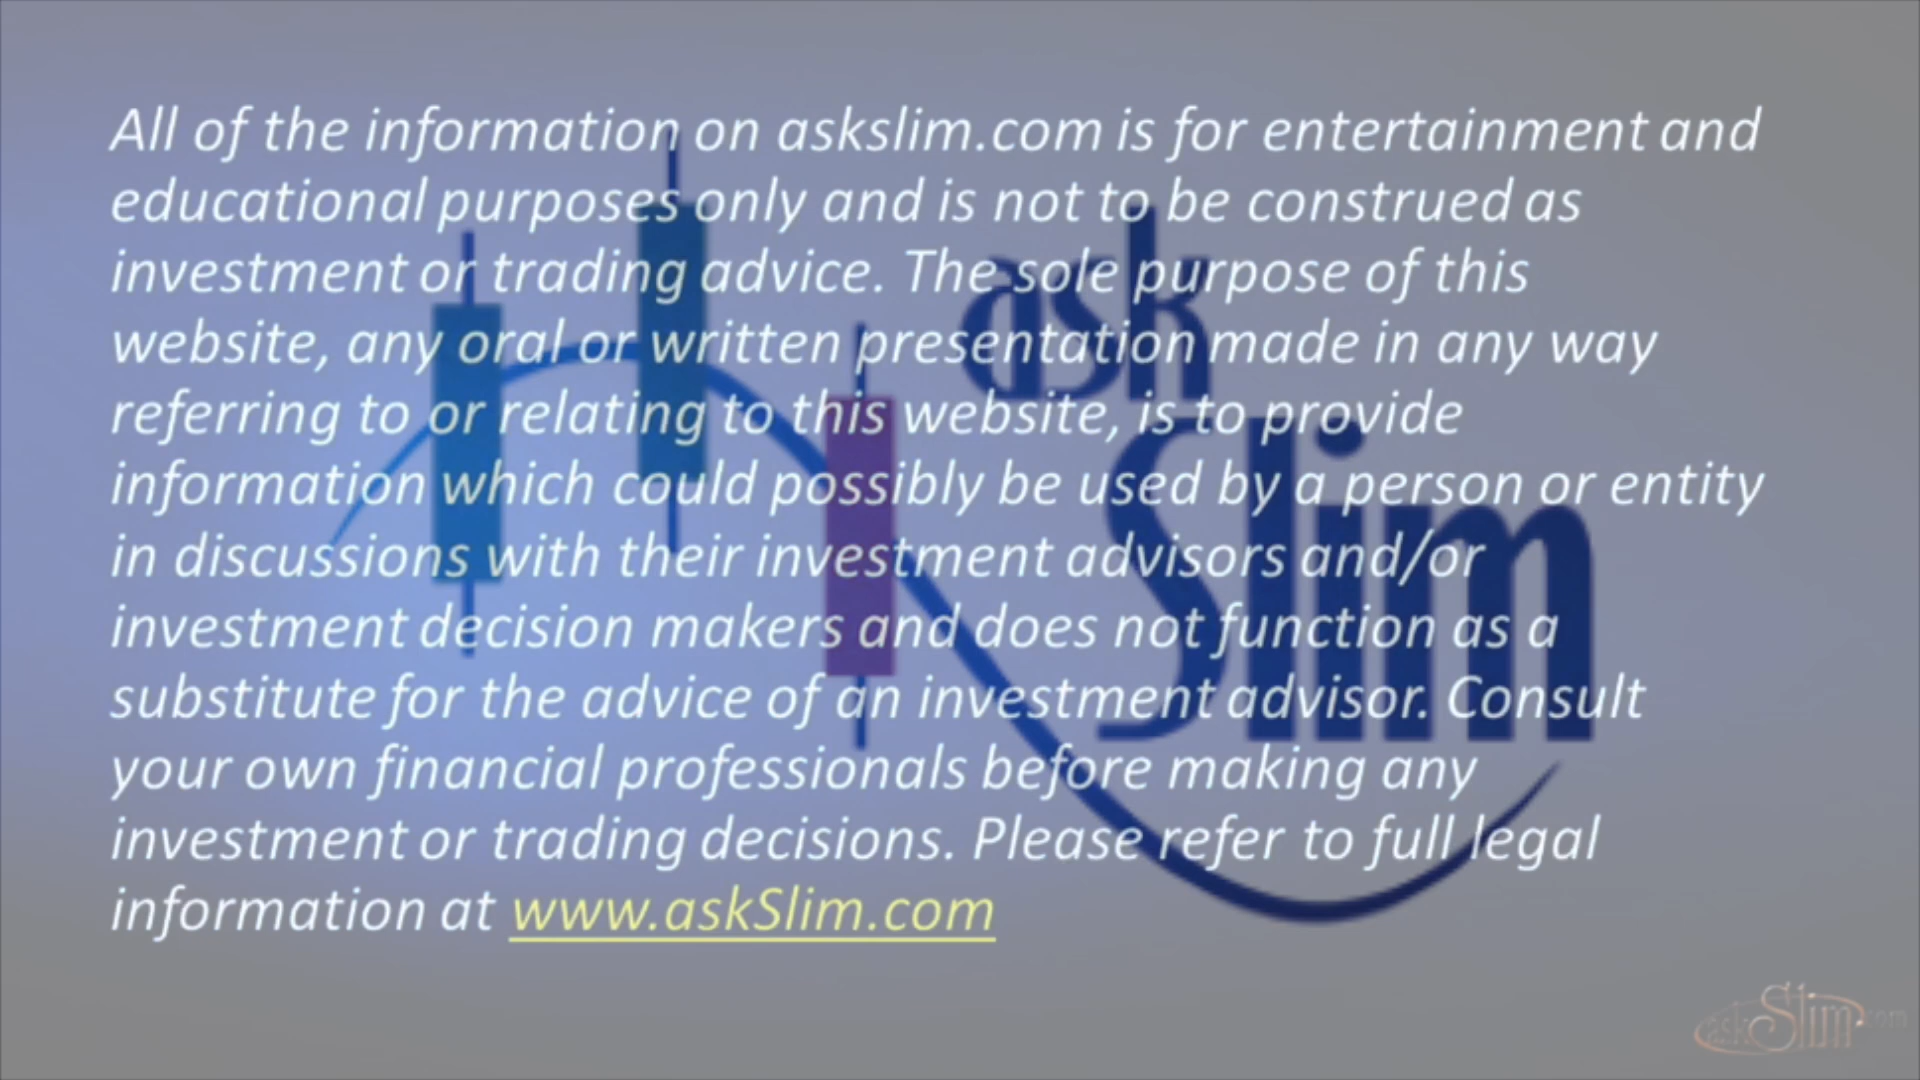 All of the information on askslim.com is for entertainment and
educational purposes only and is not to be construed as
investment or trading advice. The sole purpose of this
website, any oral or written presentation made in any way
referring to or relating to this website, is to provide
information which could possibly be used by a person or entity
in discussions with their investment advisors and/or
investment decision makers and does not function as a
substitute for the advice of an investment advisor. Consult
your own financial professionals before making any
investment or trading decisions. Please refer to full legal
information at www.askSlim.com
ask
Slim
askSlim.com